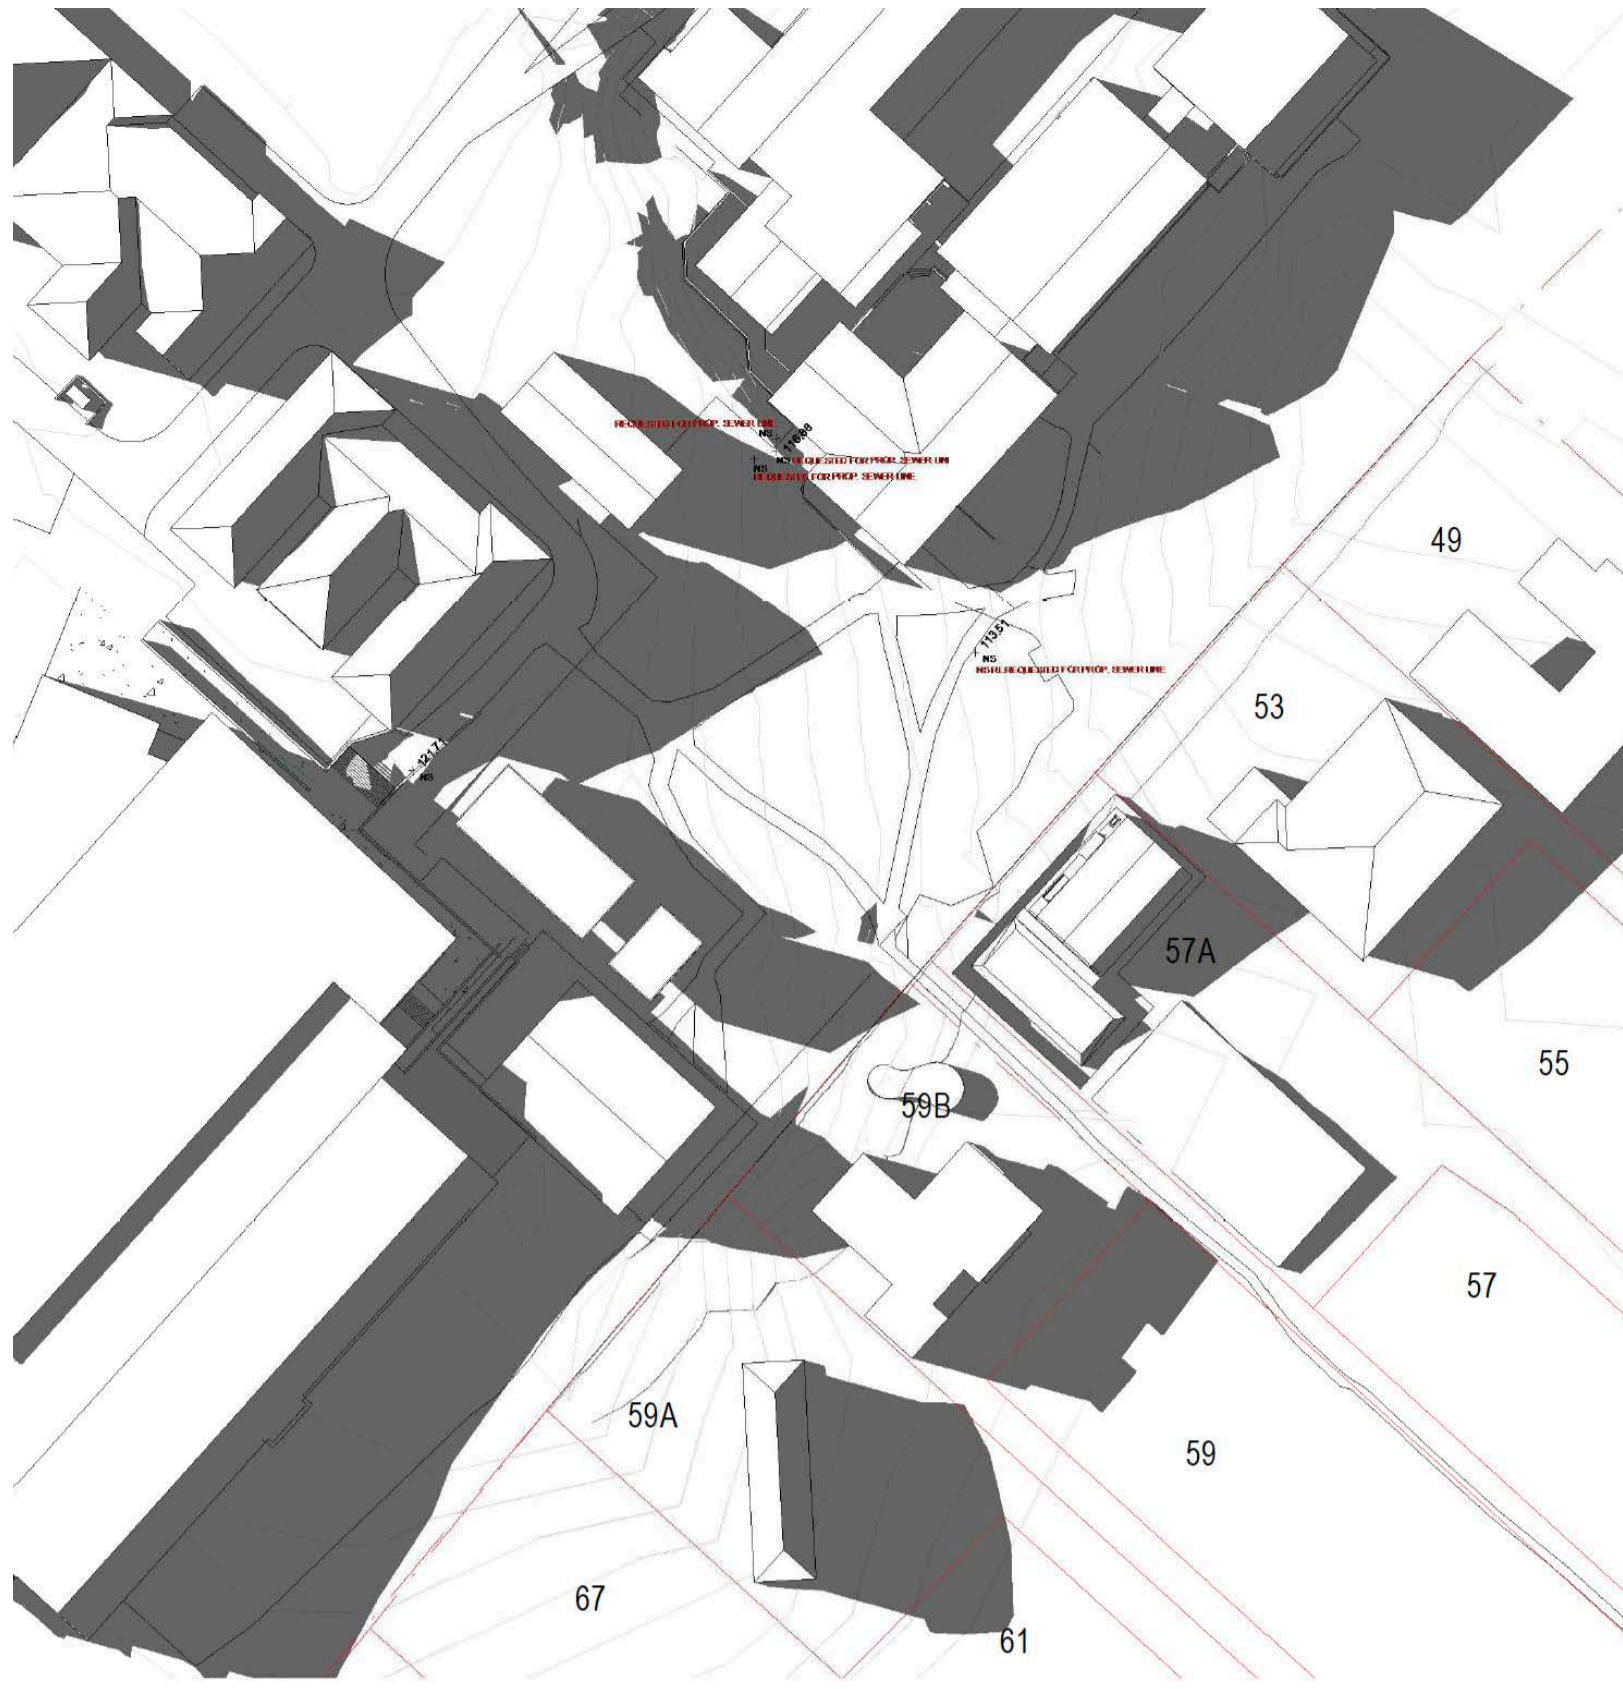 REQUESTED FOR PROP. SEWER LINE
NS
116.98
NS REQUESTED FOR PROP. SEWER LIN
NS
REQUESTED FOR PROP. SEWER LINE
49
113.51
NS
NSRL REQUESTED FOR PROP. SEWER LINE
53
121.71
NS
57A
55
59B
57
59A
59
67
61